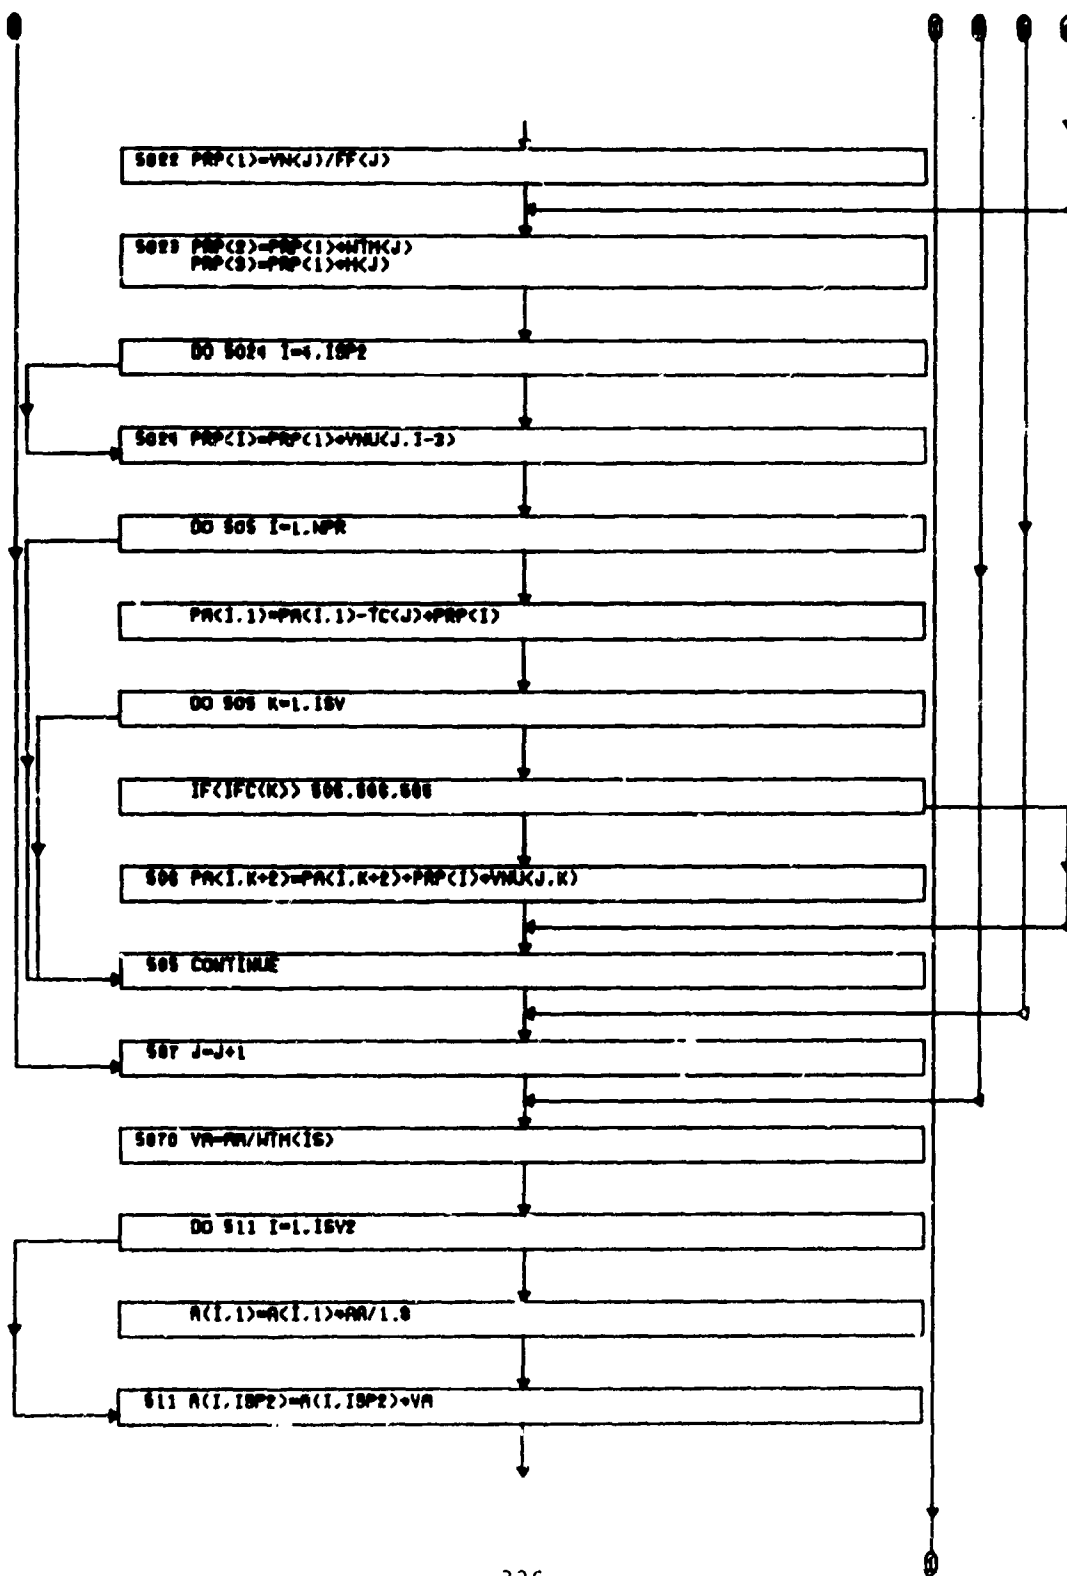 5022 PRP(1)=VN(J)/FF(J)
5023 PRP(2)=PRP(1)*WTM(J)
PRP(3)=PRP(1)*H(J)
DO 5024 I=4,ISP2
5024 PRP(I)=PRP(1)*VNU(J,I-3)
DO 505 I=1,NPR
PA(I,1)=PA(I,1)-TC(J)*PRP(I)
DO 505 K=1,ISV
IF(IFC(K)) 506,506,505
506 PA(I,K+2)=PA(I,K+2)+PRP(I)*VNU(J,K)
505 CONTINUE
507 J=J+1
5070 VA=AA/WTM(IS)
DO 511 I=1,ISV2
A(I,1)=A(I,1)*AA/1.8
511 A(I,ISP2)=A(I,ISP2)*VA
326